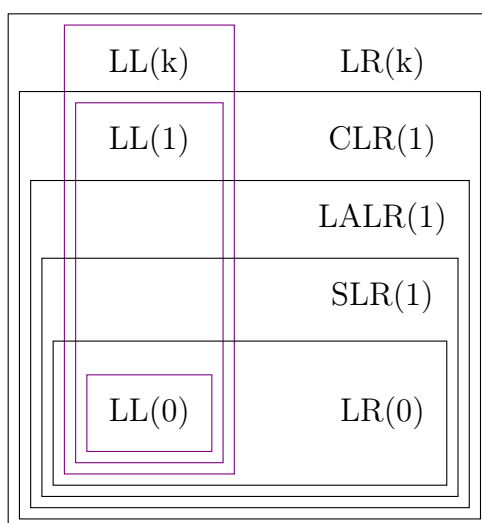 LL(k) LR(k)
LL(1) CLR(1)
LALR(1)
SLR(1)
LL(0) LR(0)